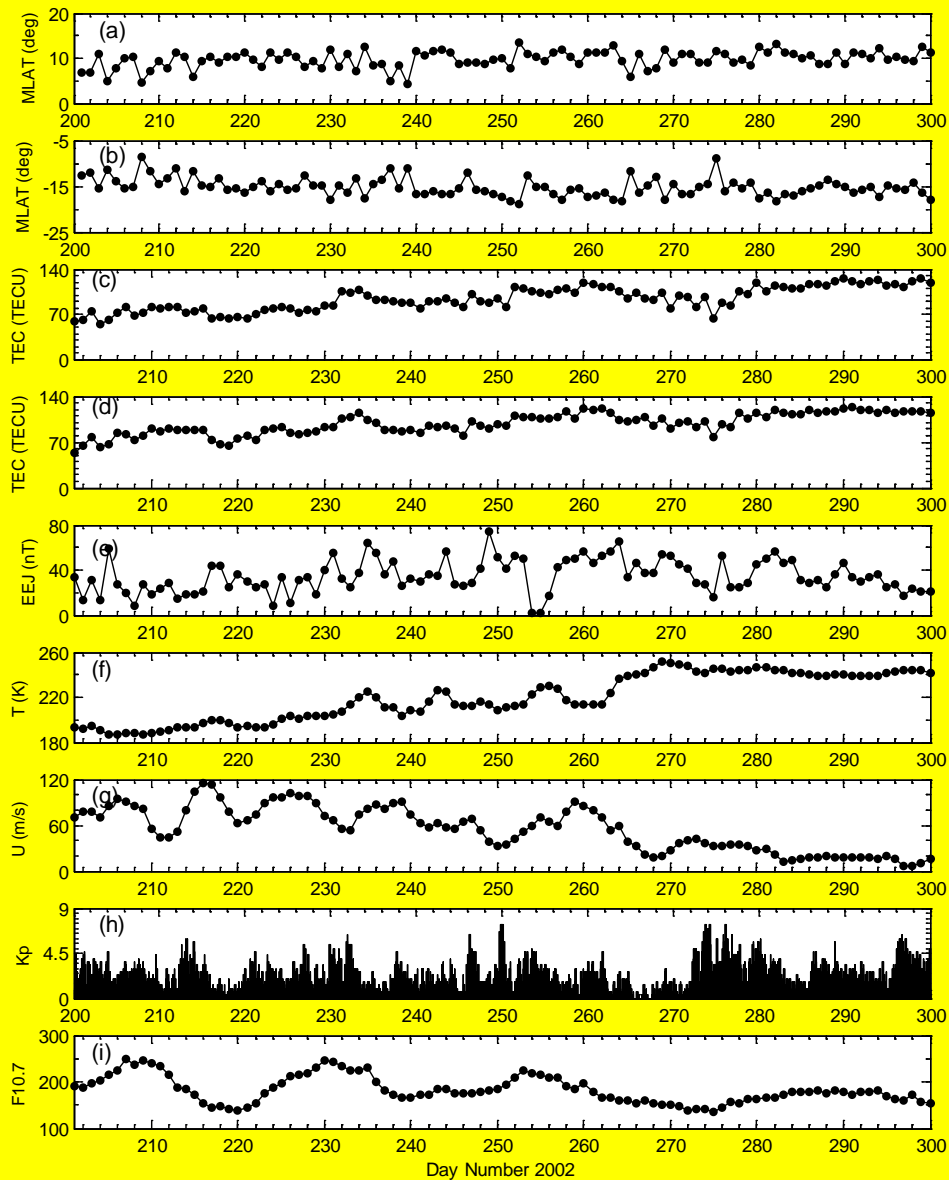 20
(a)
MLAT (deg)
10
0
200 210 220 230 240 250 260 270 280 290 300
-5
(b)
MLAT (deg)
-15
-25
200 210 220 230 240 250 260 270 280 290 300
140
(c)
TEC (TECU)
70
0
210 220 230 240 250 260 270 280 290 300
140
(d)
TEC (TECU)
70
0
210 220 230 240 250 260 270 280 290 300
80
(e)
EEJ (nT)
40
0
210 220 230 240 250 260 270 280 290 300
260
(f)
T (K)
220
180
210 220 230 240 250 260 270 280 290 300
120
(g)
U (m/s)
60
0
210 220 230 240 250 260 270 280 290 300
9
(h)
Kp
4.5
0
200 210 220 230 240 250 260 270 280 290 300
300
(i)
F10.7
200
100
210 220 230 240 250 260 270 280 290 300
Day Number 2002